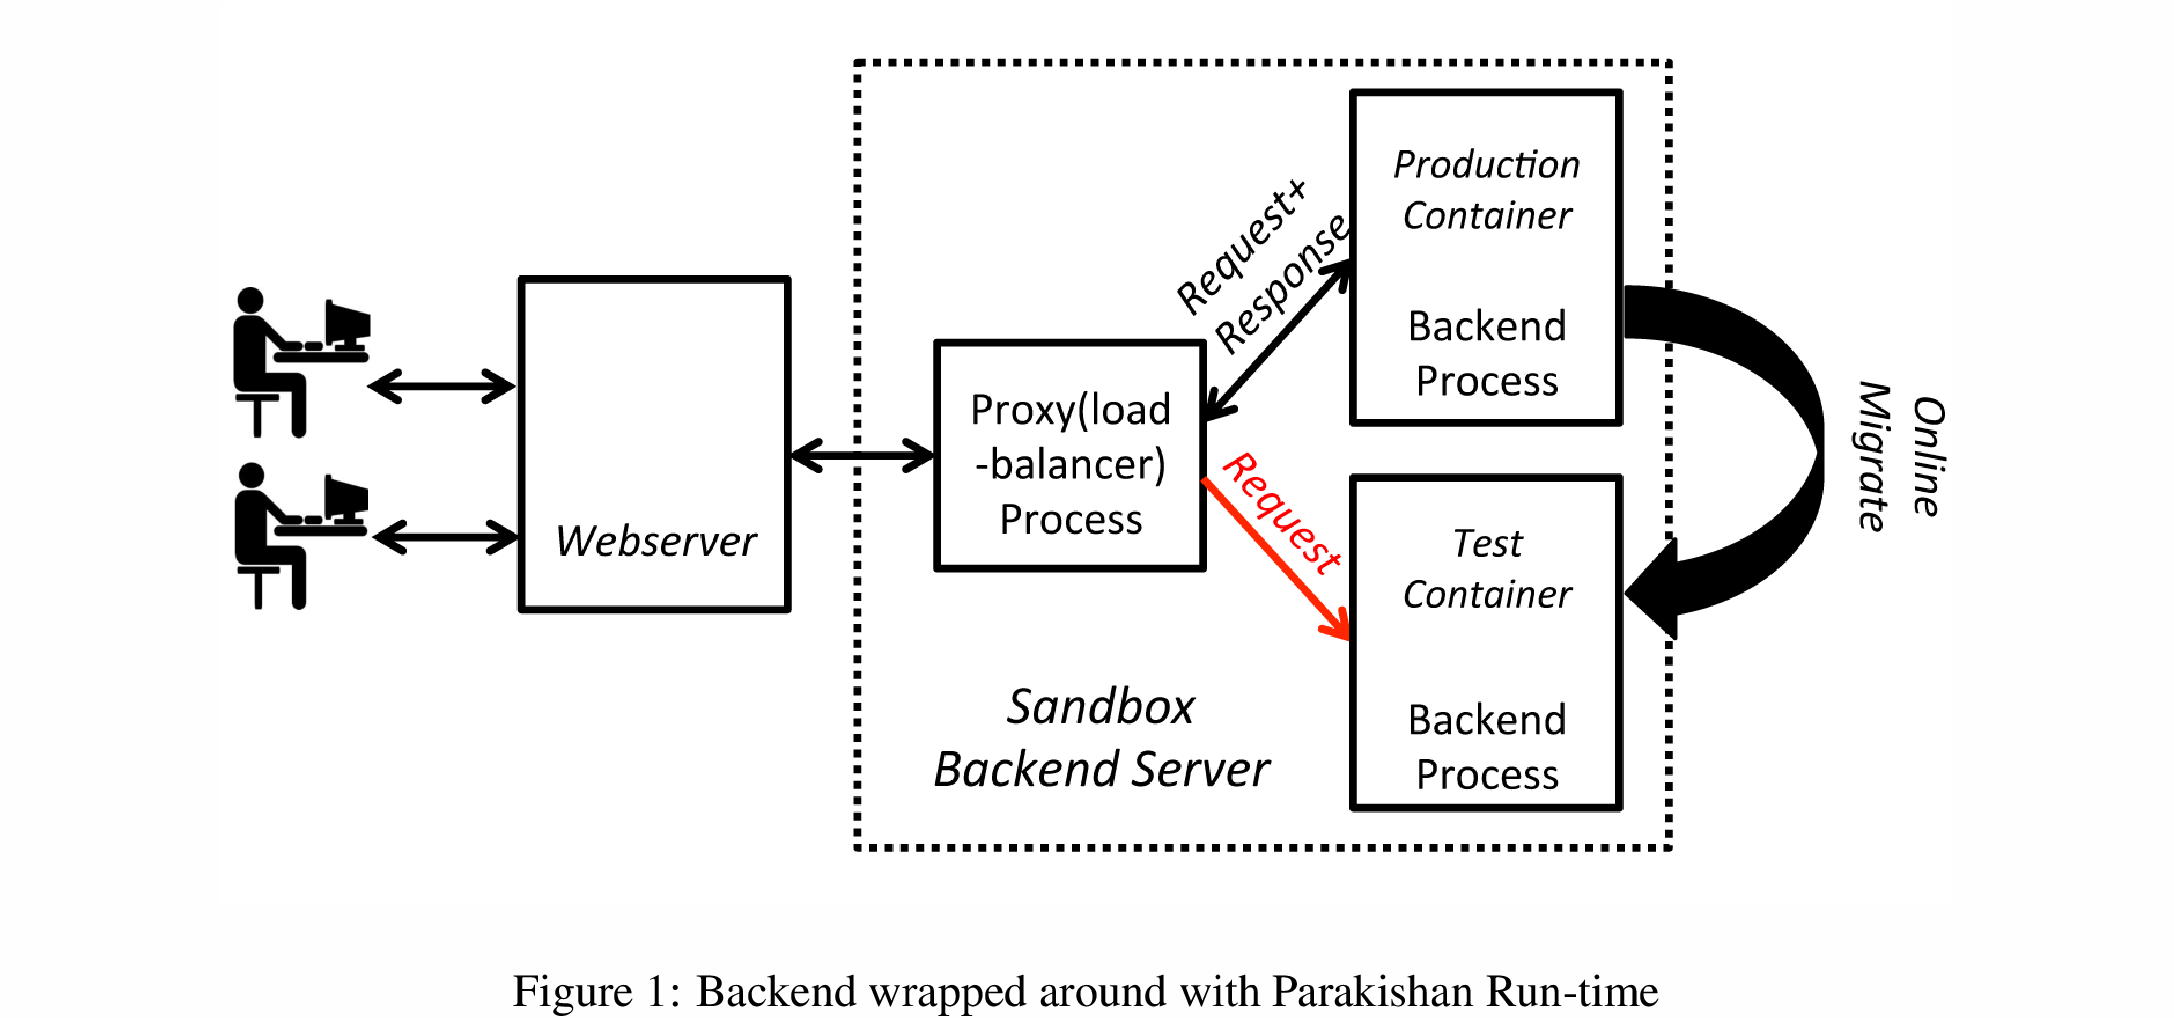 Webserver
Proxy(load
-balancer)
Process
Sandbox
Backend Server
Request+
Response
Request
Production
Container
Backend
Process
Test
Container
Backend
Process
Online
Migrate
Figure 1: Backend wrapped around with Parakishan Run-time